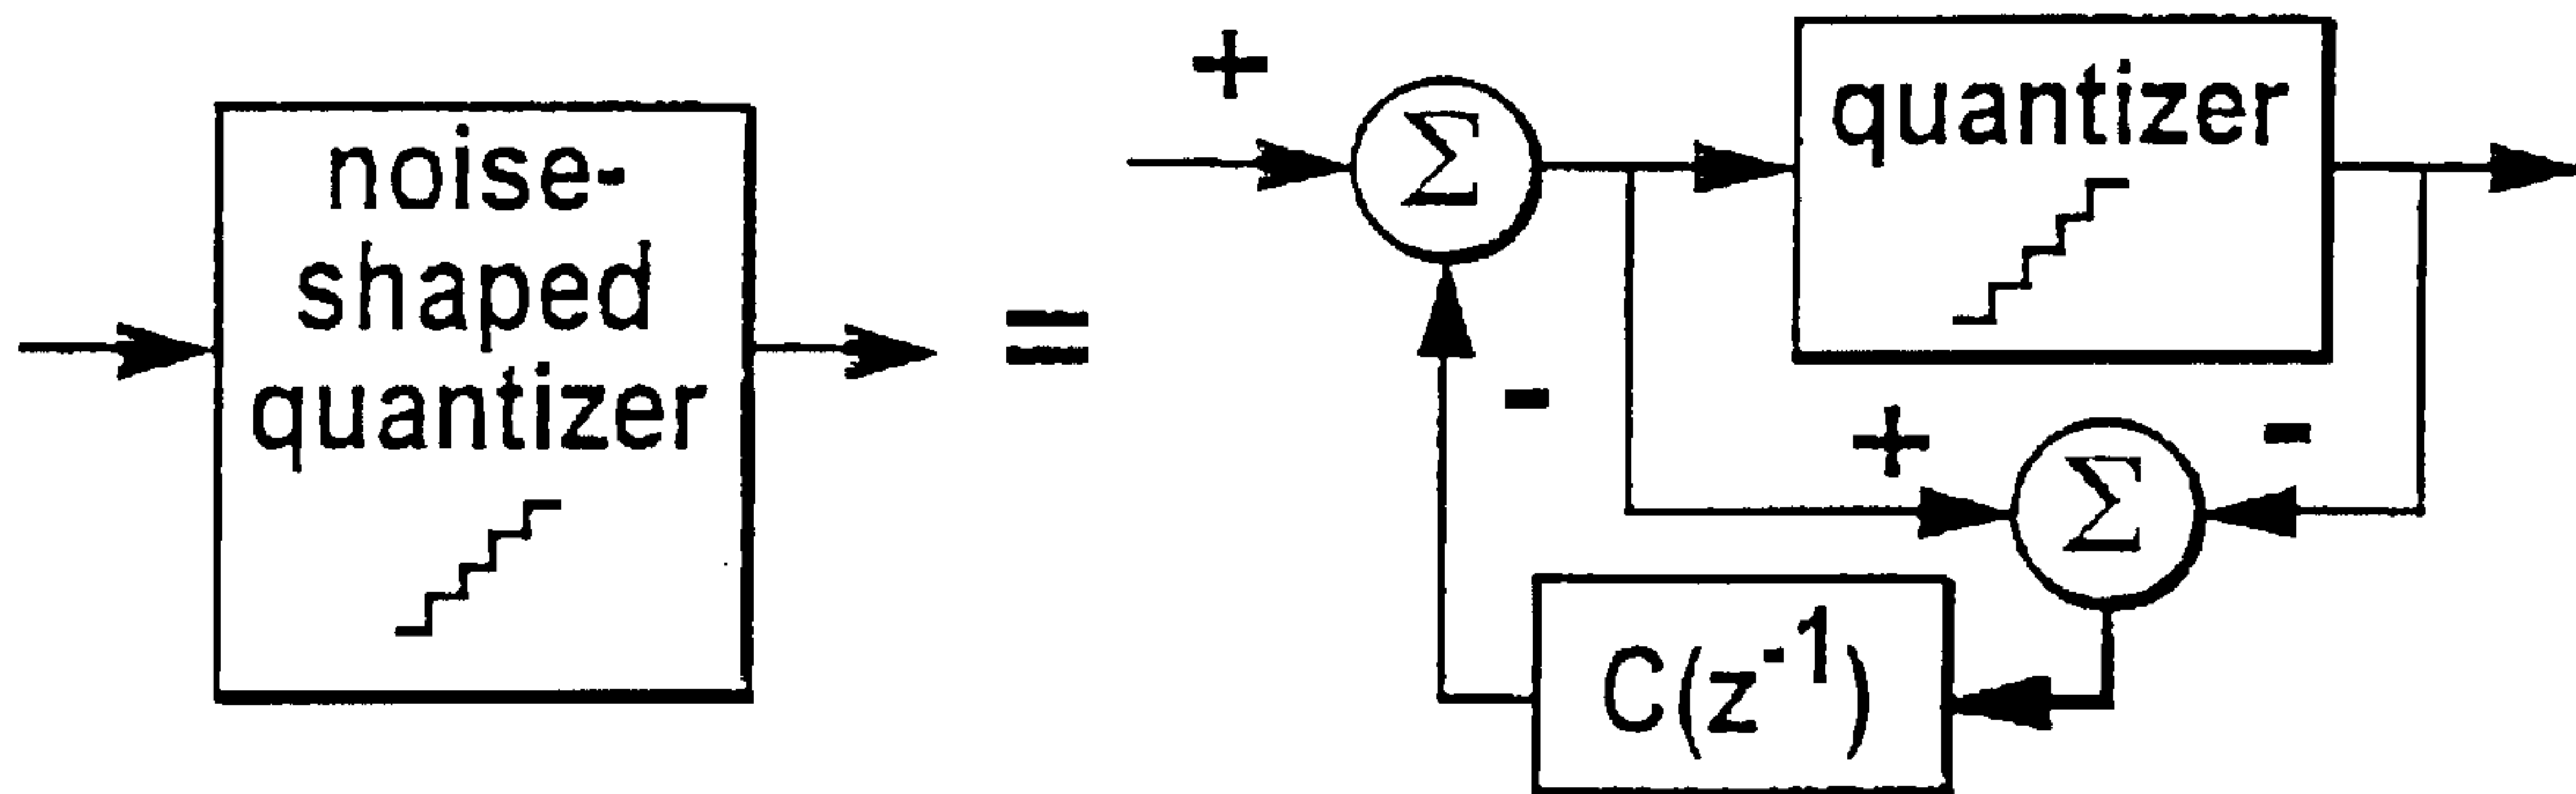 noise-
shaped
quantizer
=
+
Σ
quantizer
-
+
-
Σ
C(z⁻¹)